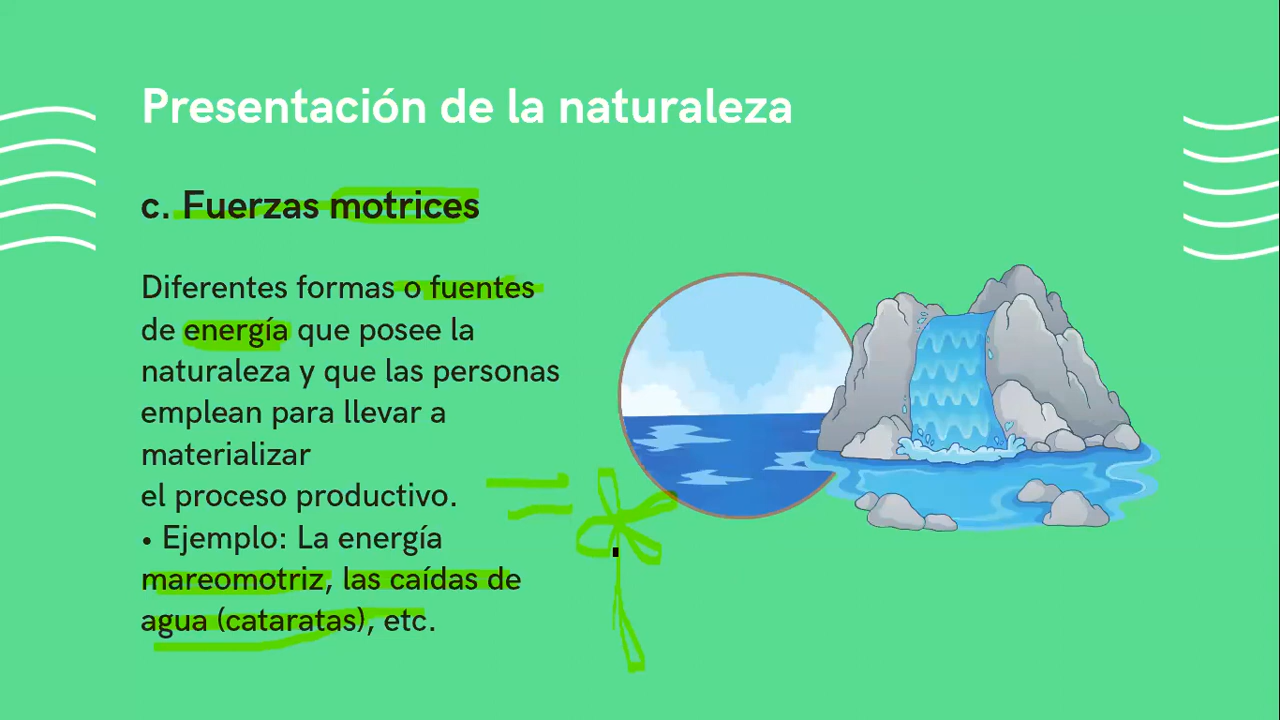 Presentación de la naturaleza
c. Fuerzas motrices
Diferentes formas o fuentes
de energía que posee la
naturaleza y que las personas
emplean para llevar a
materializar
el proceso productivo.
• Ejemplo: La energía
mareomotriz, las caídas de
agua (cataratas), etc.